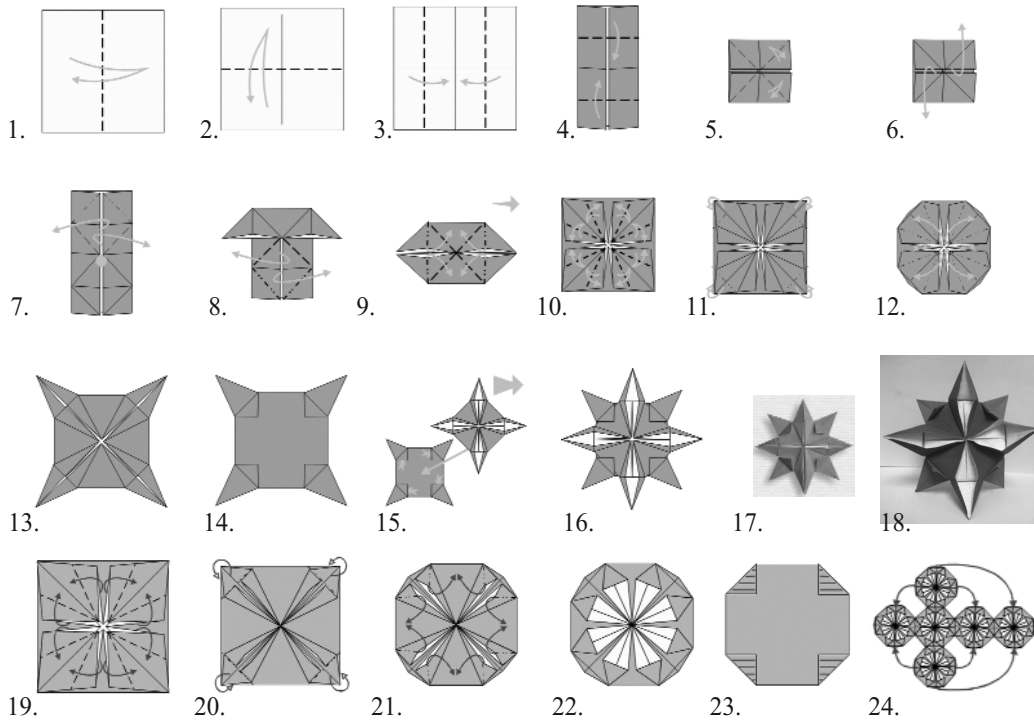 1. 2. 3. 4. 5. 6.
7. 8. 9. 10. 11. 12.
13. 14. 15. 16. 17. 18.
19. 20. 21. 22. 23. 24.